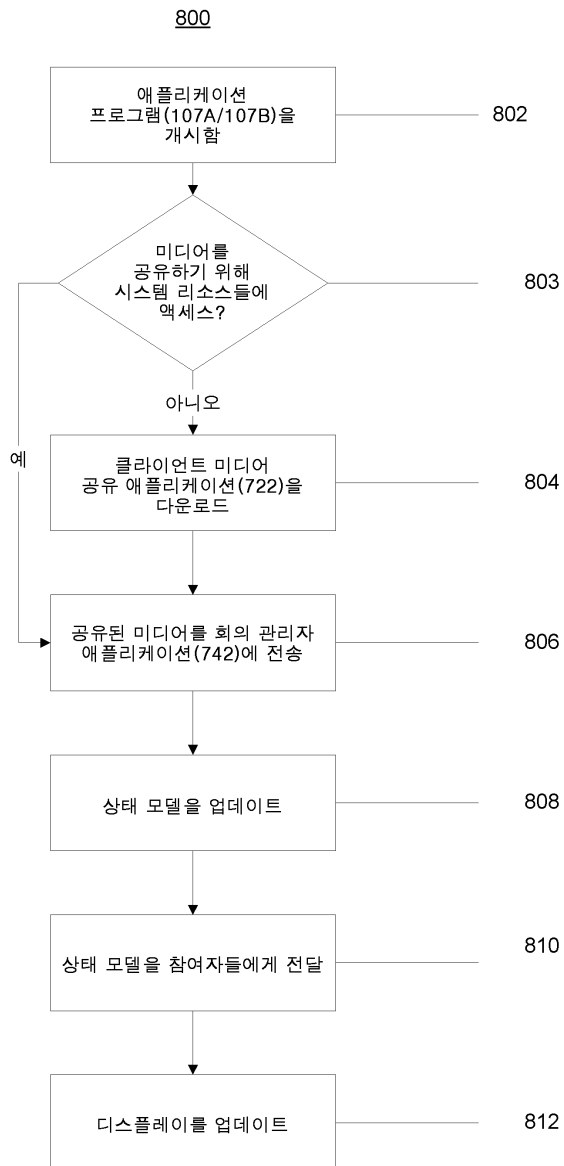 800
애플리케이션
프로그램(107A/107B)을
개시함
802
미디어를
공유하기 위해
시스템 리소스들에
액세스?
803
아니오
예
클라이언트 미디어
공유 애플리케이션(722)을
다운로드
804
공유된 미디어를 회의 관리자
애플리케이션(742)에 전송
806
상태 모델을 업데이트
808
상태 모델을 참여자들에게 전달
810
디스플레이를 업데이트
812